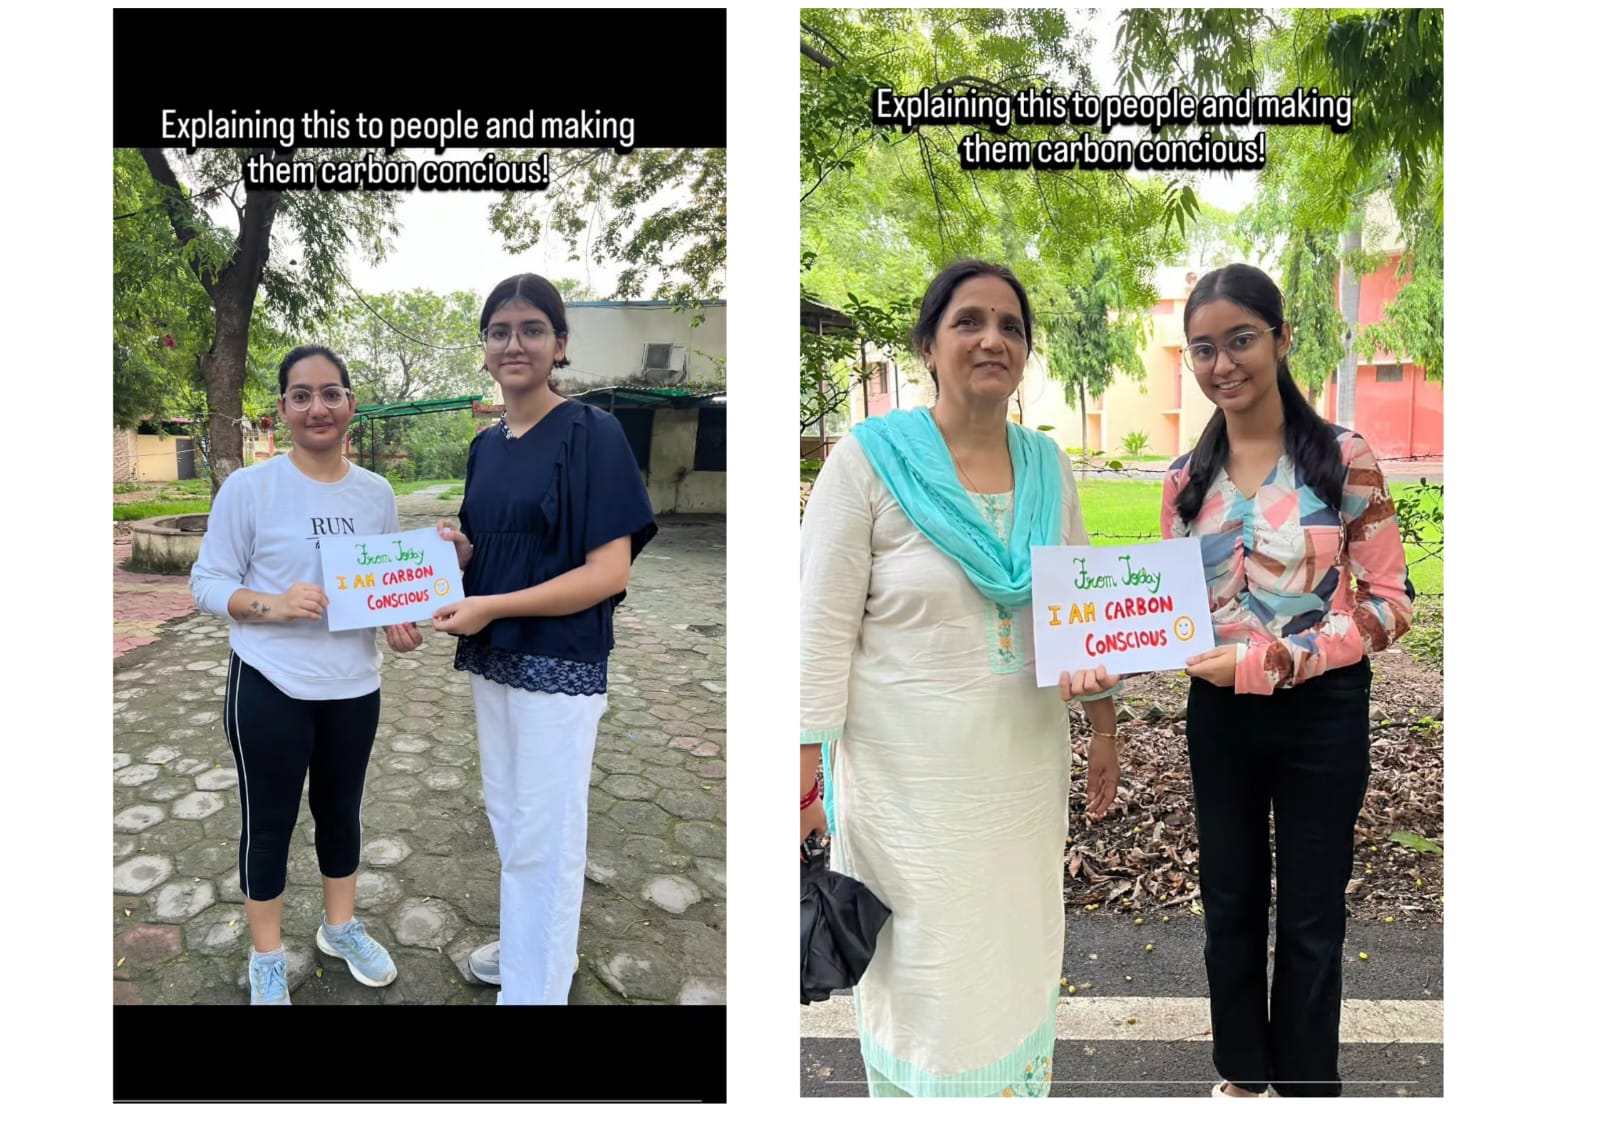 Explaining this to people and making
them carbon concious!
RUN
From Today
I AM CARBON
CONSCIOUS
Explaining this to people and making
them carbon concious!
From Today
I AM CARBON
CONSCIOUS